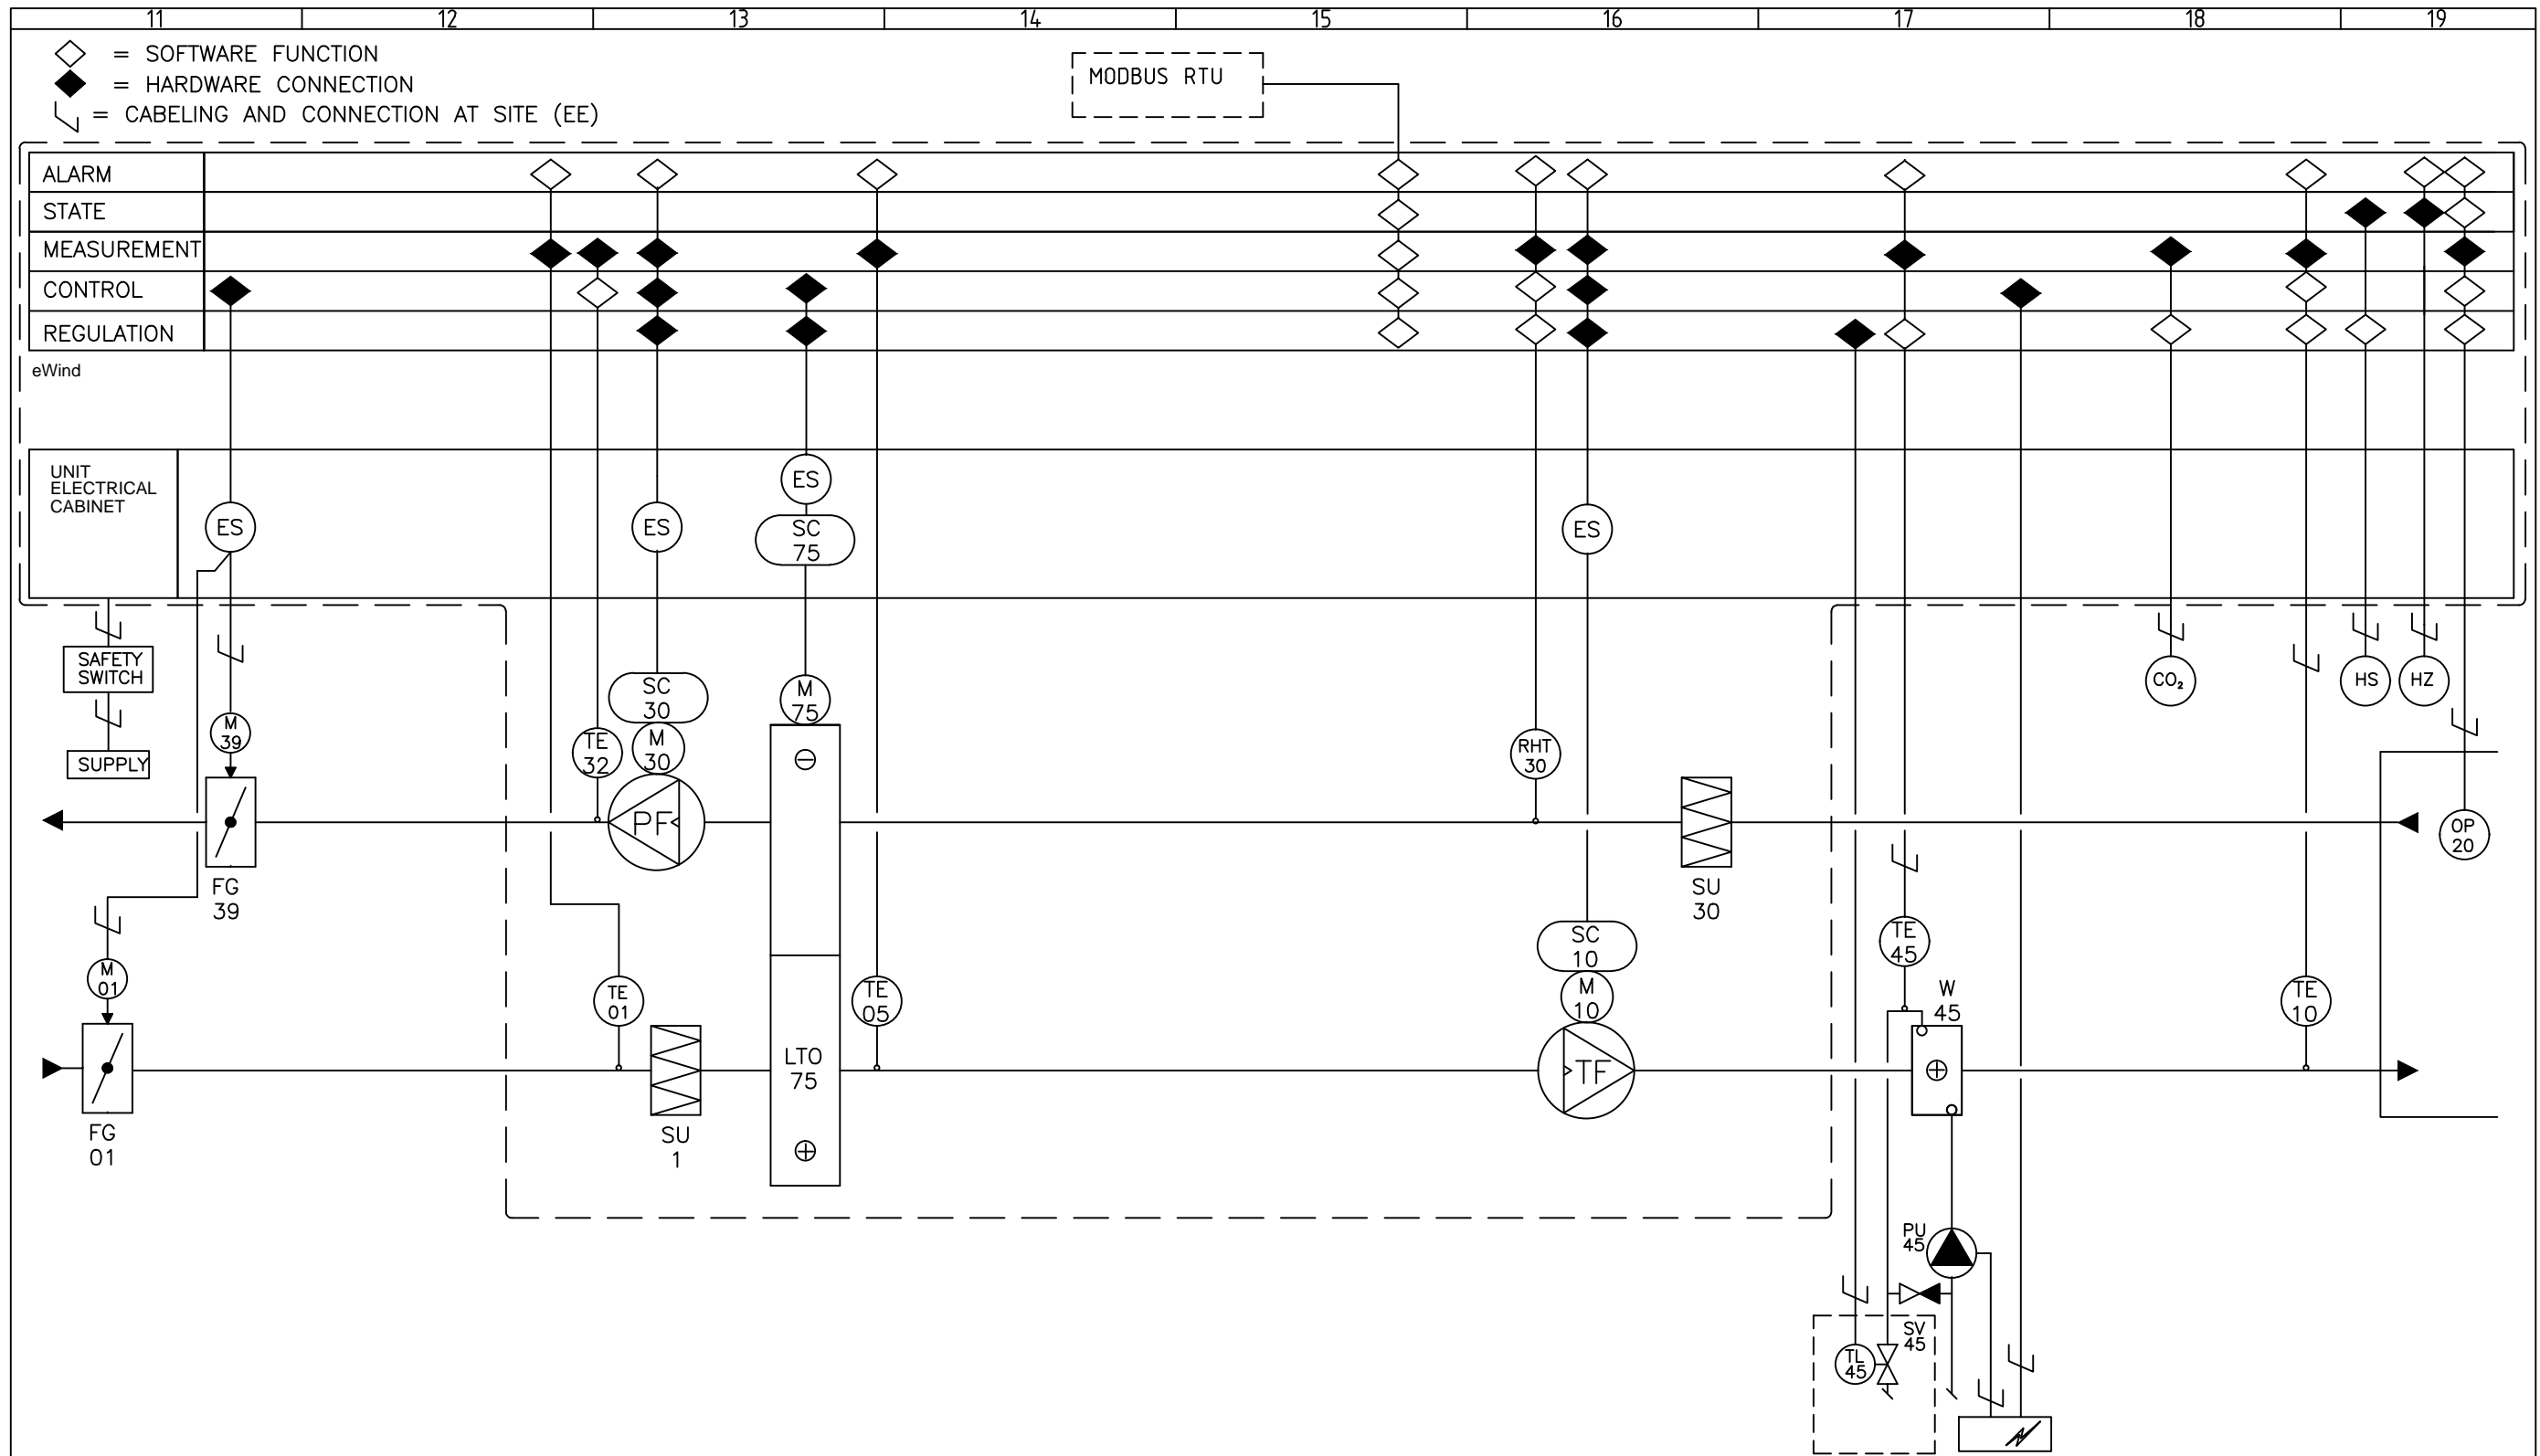 11 12 13 14 15 16 17 18 19
= SOFTWARE FUNCTION
= HARDWARE CONNECTION
= CABELING AND CONNECTION AT SITE (EE)
MODBUS RTU
ALARM
STATE
MEASUREMENT
CONTROL
REGULATION
eWind
UNIT
ELECTRICAL
CABINET
ES
ES
ES
SC
75
ES
SAFETY
SWITCH
SUPPLY
M
39
TE
32
SC
30
M
30
M
75
RHT
30
CO₂
HS
HZ
PF
OP
20
FG
39
SU
30
M
01
TE
01
TE
05
SC
10
M
10
TE
45
W
45
TE
10
LTO
75
TF
FG
01
SU
1
PU
45
SV
45
TL
45